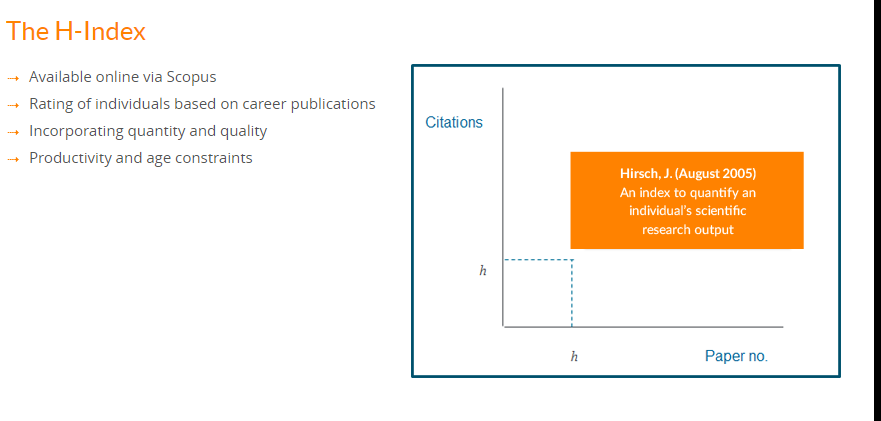 The H-Index
→ Available online via Scopus
→ Rating of individuals based on career publications
→ Incorporating quantity and quality
→ Productivity and age constraints
Citations
Hirsch, J. (August 2005)
An index to quantify an
individual's scientific
research output
h
h
Paper no.